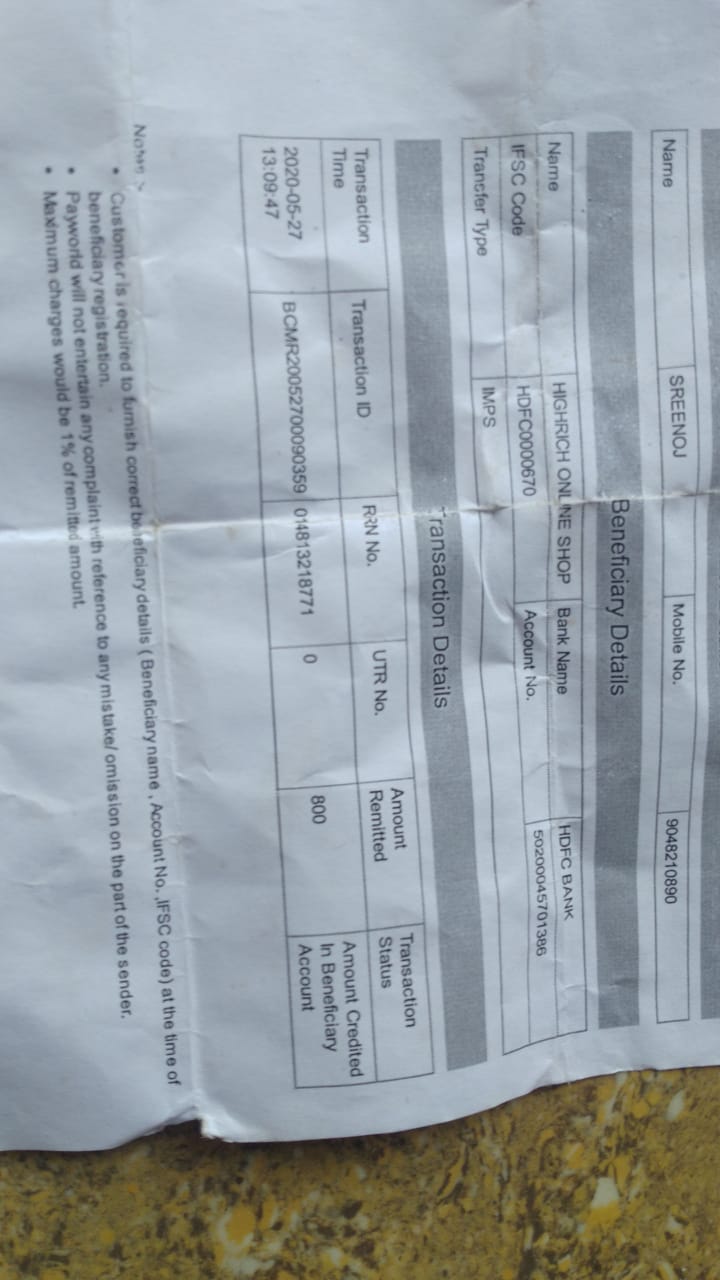 Name SREENOJ Mobile No. 9048210890
Beneficiary Details
Name HIGHRICH ONLINE SHOP Bank Name HDFC BANK
IFSC Code HDFC0000670 Account No. 50200045701386
Transfer Type IMPS
Transaction Details
Transaction Time Transaction ID RRN No. UTR No. Amount Remitted Transaction Status
2020-05-27 13:09:47 BCMR20052700090359 014813218771 0 800 Amount Credited In Beneficiary Account
Notes :-
• Customer is required to furnish correct beneficiary details ( Beneficiary name , Account No. ,IFSC code) at the time of
beneficiary registration.
• Payworld will not entertain any complaint with reference to any mistake/ omission on the part of the sender.
• Maximum charges would be 1% of remitted amount.